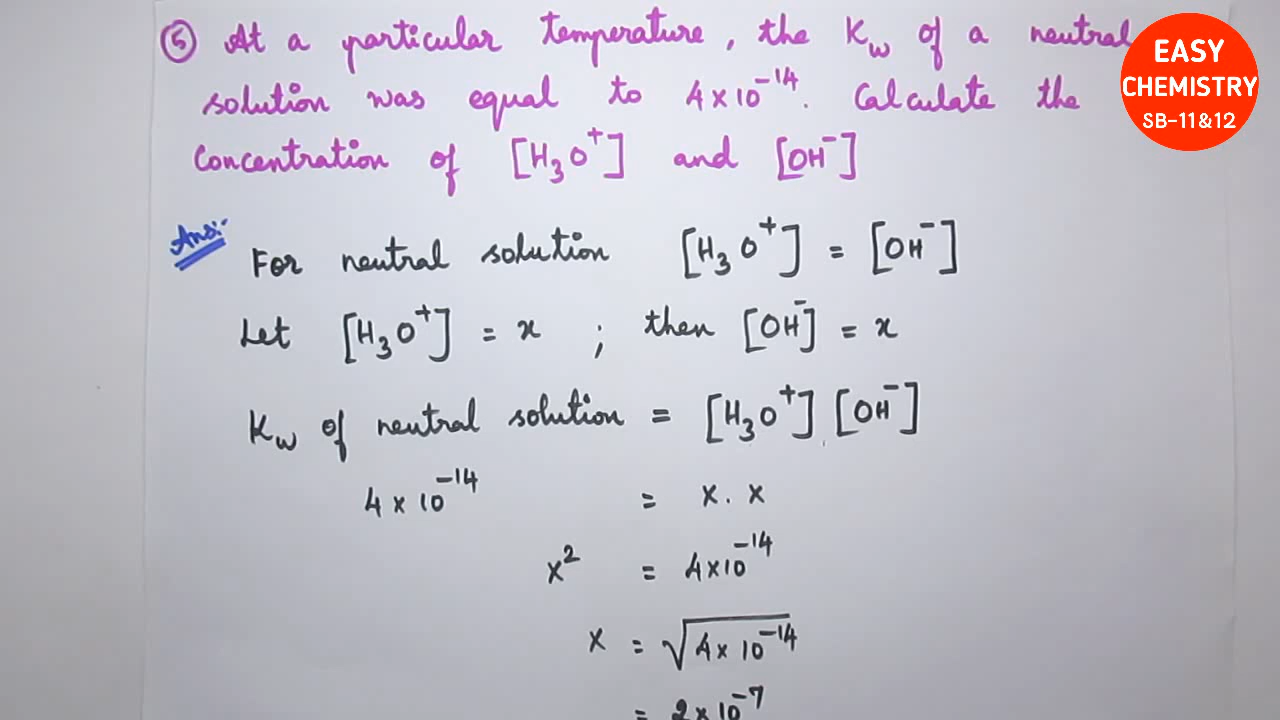 ⑤ At a particular temperature, the Kw of a neutral
solution was equal to 4×10⁻¹⁴. Calculate the
concentration of [H₃O⁺] and [OH⁻]
EASY
CHEMISTRY
SB-11&12
Ans:-
For neutral solution [H₃O⁺] = [OH⁻]
Let [H₃O⁺] = x ; then [OH⁻] = x
Kw of neutral solution = [H₃O⁺] [OH⁻]
4 × 10⁻¹⁴ = x . x
x² = 4×10⁻¹⁴
x = √4× 10⁻¹⁴
= 2×10⁻⁷